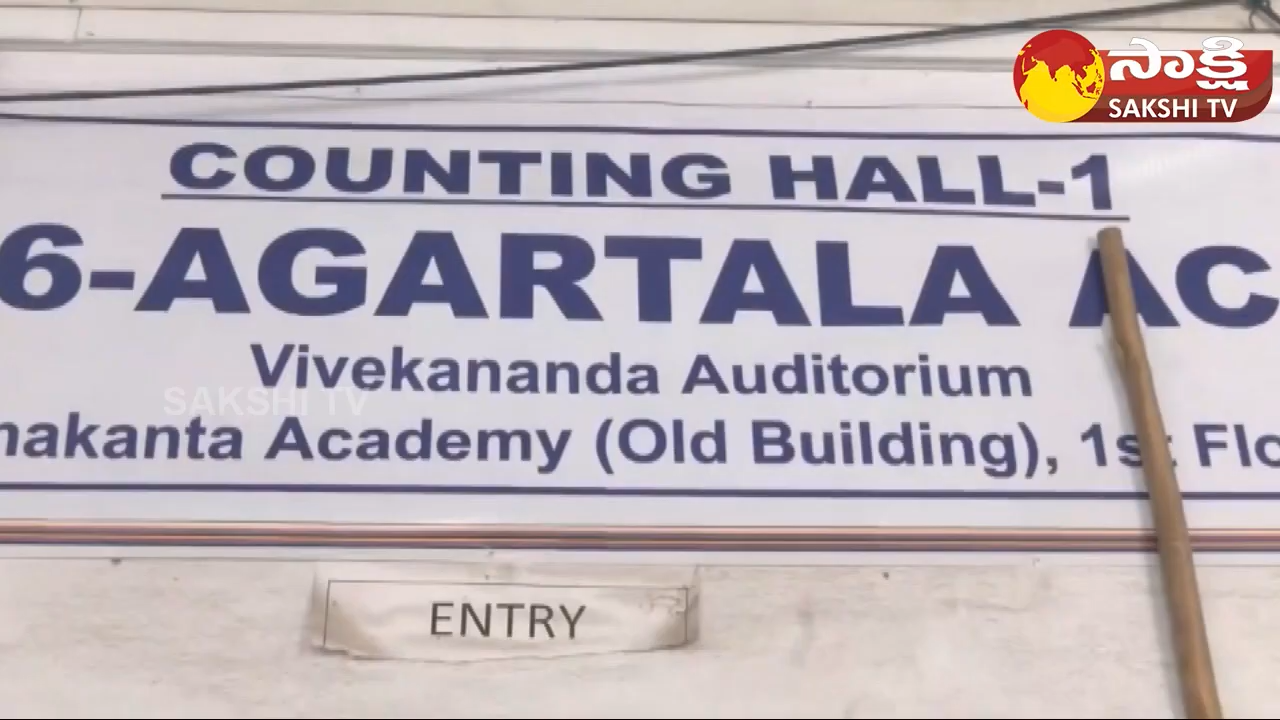 సాక్షి
SAKSHI TV
COUNTING HALL-1
6-AGARTALA AC
Vivekananda Auditorium
SAKSHI TV
nakanta Academy (Old Building), 1st Flo
ENTRY